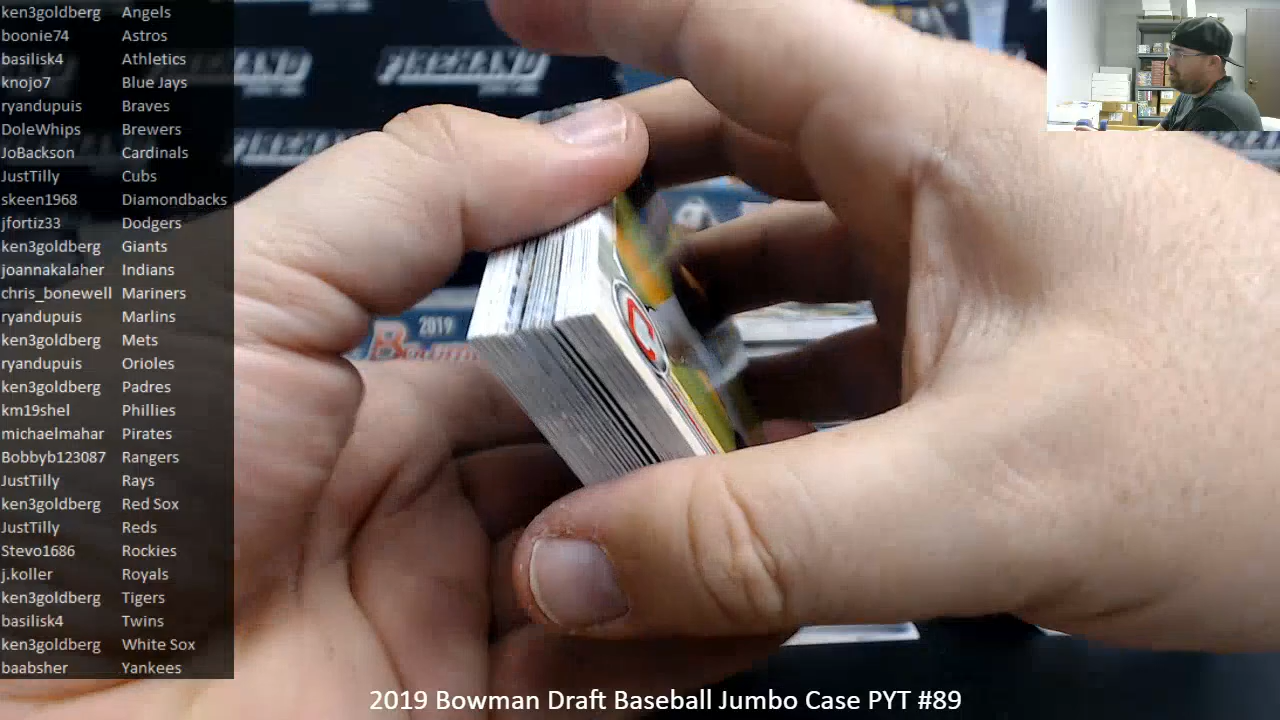 ken3goldberg Angels
boonie74 Astros
basilisk4 Athletics
knojo7 Blue Jays
ryandupuis Braves
DoleWhips Brewers
JoBackson Cardinals
JustTilly Cubs
skeen1968 Diamondbacks
jfortiz33 Dodgers
ken3goldberg Giants
joannakalaher Indians
chris_bonewell Mariners
ryandupuis Marlins
ken3goldberg Mets
ryandupuis Orioles
ken3goldberg Padres
km19shel Phillies
michaelmahar Pirates
Bobbyb123087 Rangers
JustTilly Rays
ken3goldberg Red Sox
JustTilly Reds
Stevo1686 Rockies
j.koller Royals
ken3goldberg Tigers
basilisk4 Twins
ken3goldberg White Sox
baabsher Yankees
2019
C
2019 Bowman Draft Baseball Jumbo Case PYT #89